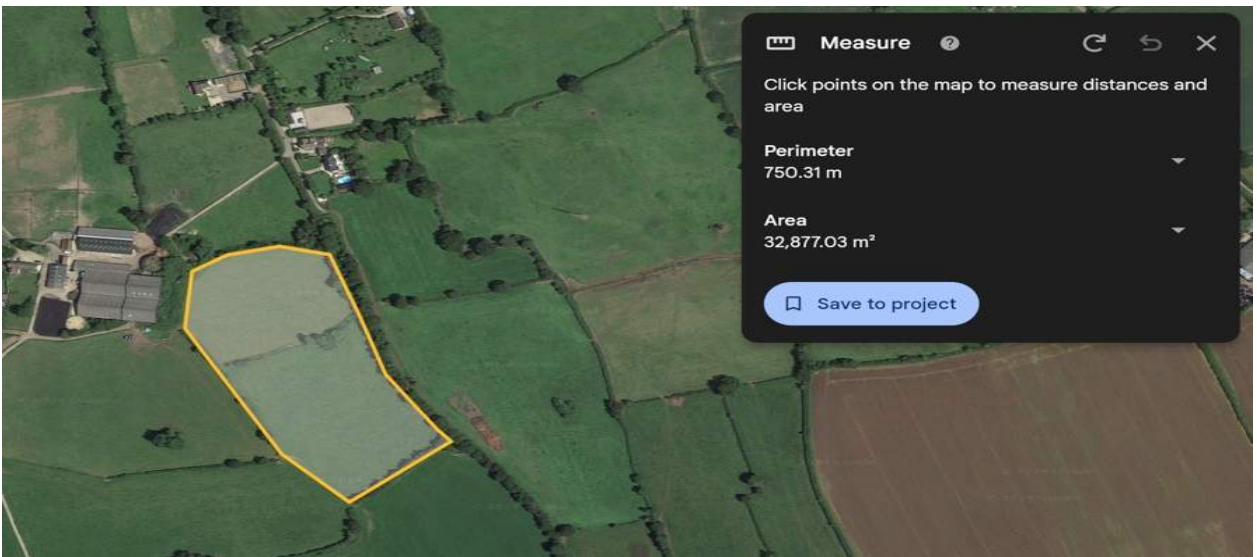 Measure
Click points on the map to measure distances and
area
Perimeter
750.31 m
Area
32,877.03 m²
Save to project